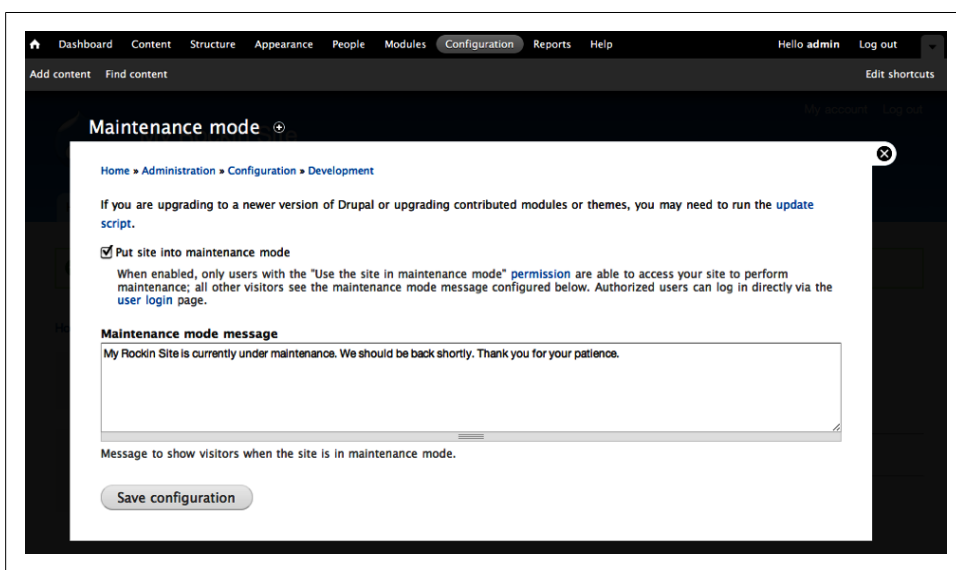 Dashboard Content Structure Appearance People Modules Configuration Reports Help Hello admin Log out
Add content Find content Edit shortcuts
My account Log out
Maintenance mode
Home » Administration » Configuration » Development
If you are upgrading to a newer version of Drupal or upgrading contributed modules or themes, you may need to run the update
script.
Put site into maintenance mode
When enabled, only users with the "Use the site in maintenance mode" permission are able to access your site to perform
maintenance; all other visitors see the maintenance mode message configured below. Authorized users can log in directly via the
user login page.
Maintenance mode message
My Rockin Site is currently under maintenance. We should be back shortly. Thank you for your patience.
Message to show visitors when the site is in maintenance mode.
Save configuration